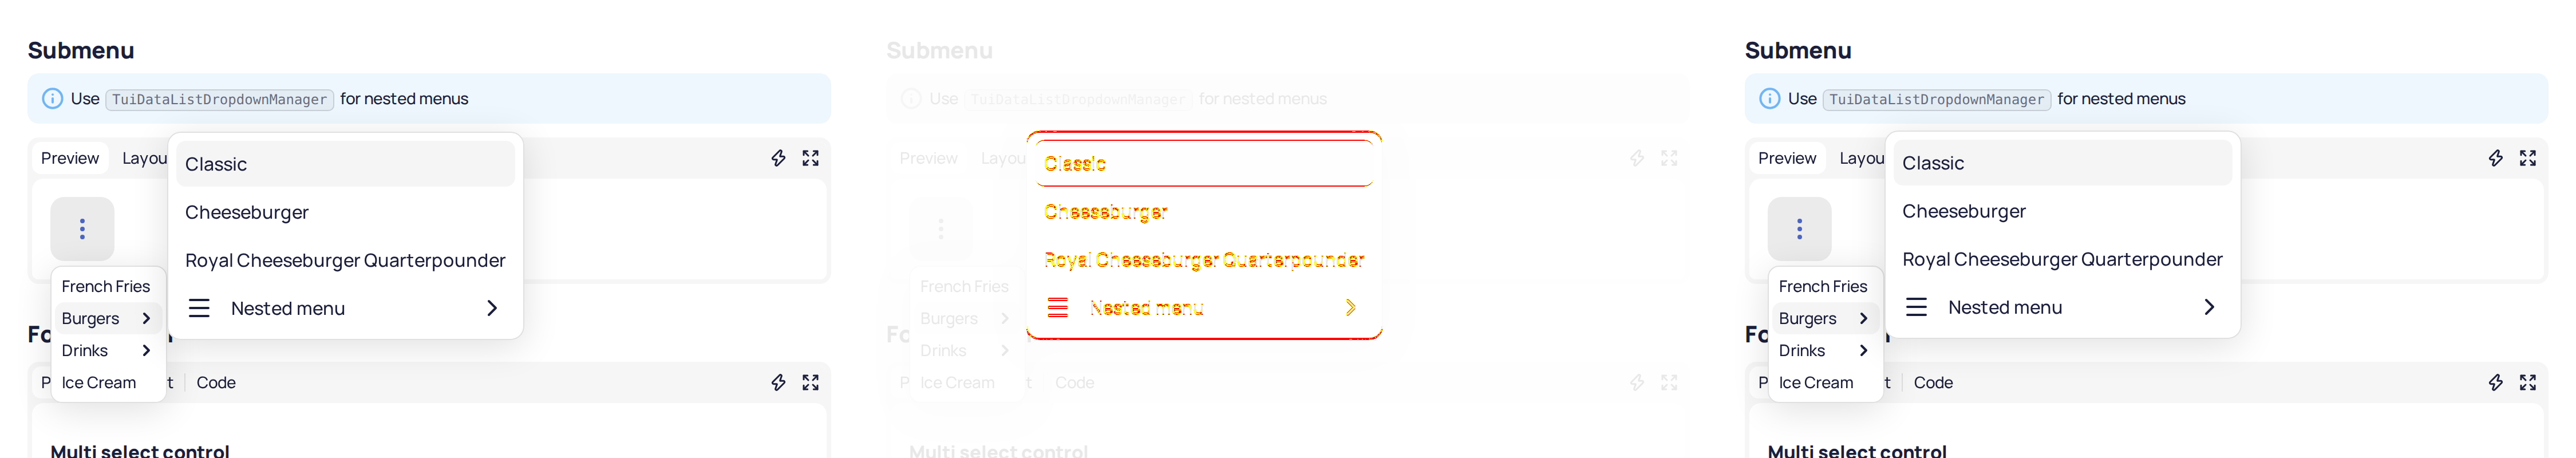 Submenu
Use TuiDataListDropdownManager for nested menus
Preview Layou
Classic
Cheeseburger
Royal Cheeseburger Quarterpounder
Nested menu
French Fries
Burgers
Drinks
Ice Cream
Fo
P t Code
Multi select control
Submenu
Use TuiDataListDropdownManager for nested menus
Preview Layou
Classic
Cheeseburger
Royal Cheeseburger Quarterpounder
Nested menu
French Fries
Burgers
Drinks
Ice Cream
Fo
P t Code
Multi select control
Submenu
Use TuiDataListDropdownManager for nested menus
Preview Layou
Classic
Cheeseburger
Royal Cheeseburger Quarterpounder
Nested menu
French Fries
Burgers
Drinks
Ice Cream
Fo
P t Code
Multi select control